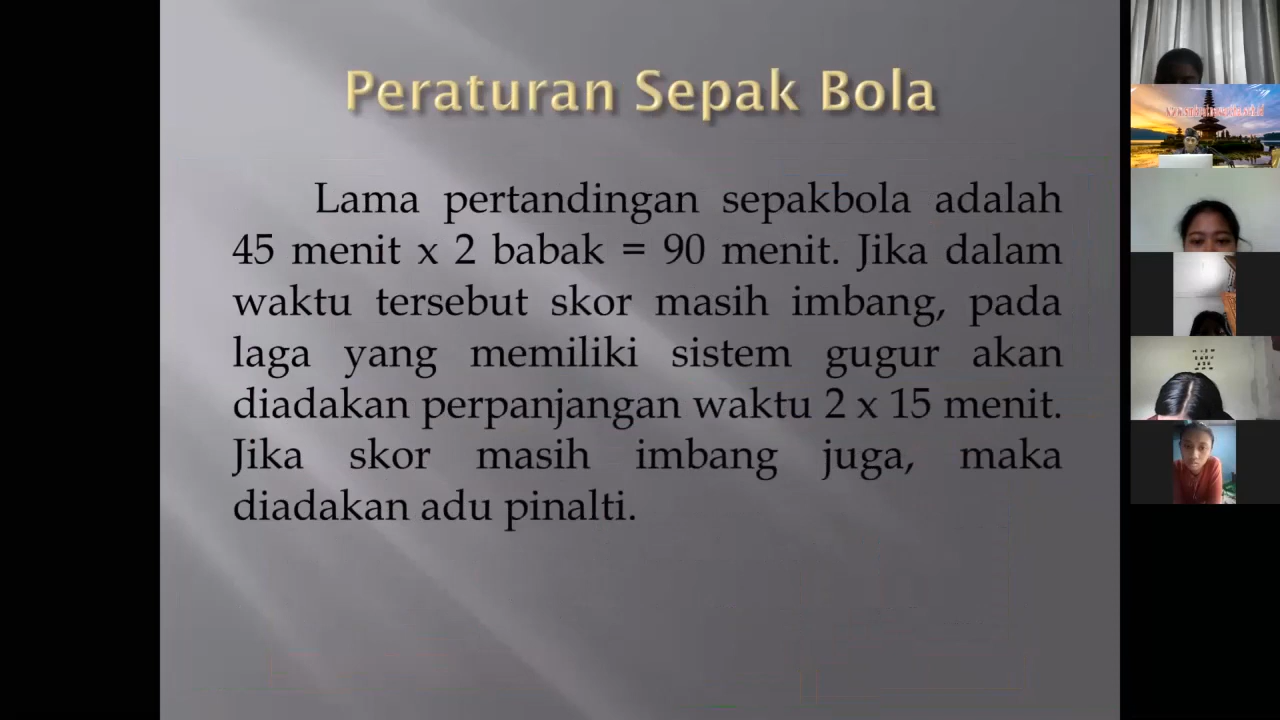 Peraturan Sepak Bola
Lama pertandingan sepakbola adalah
45 menit x 2 babak = 90 menit. Jika dalam
waktu tersebut skor masih imbang, pada
laga yang memiliki sistem gugur akan
diadakan perpanjangan waktu 2 x 15 menit.
Jika skor masih imbang juga, maka
diadakan adu pinalti.